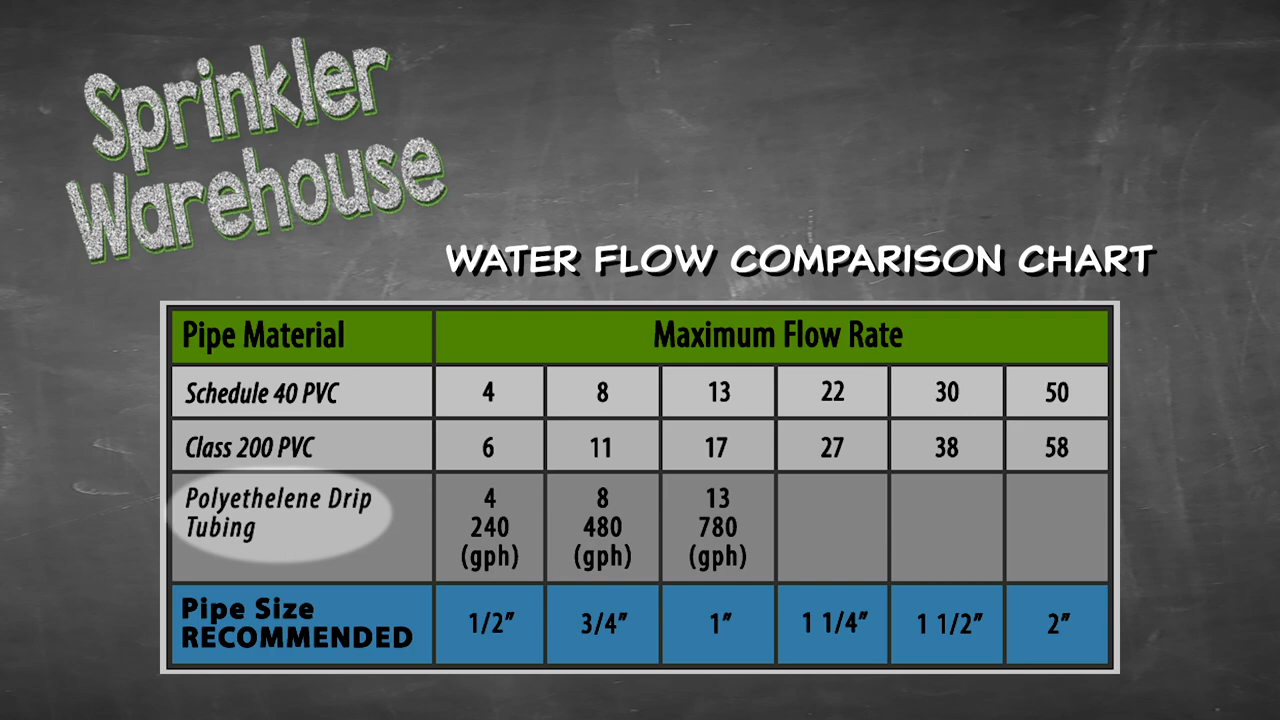 Sprinkler
Warehouse
WATER FLOW COMPARISON CHART
Pipe Material Maximum Flow Rate
Schedule 40 PVC 4 8 13 22 30 50
Class 200 PVC 6 11 17 27 38 58
Polyethelene Drip 4 8 13
Tubing 240 480 780
(gph) (gph) (gph)
Pipe Size
RECOMMENDED 1/2” 3/4” 1” 1 1/4” 1 1/2” 2”